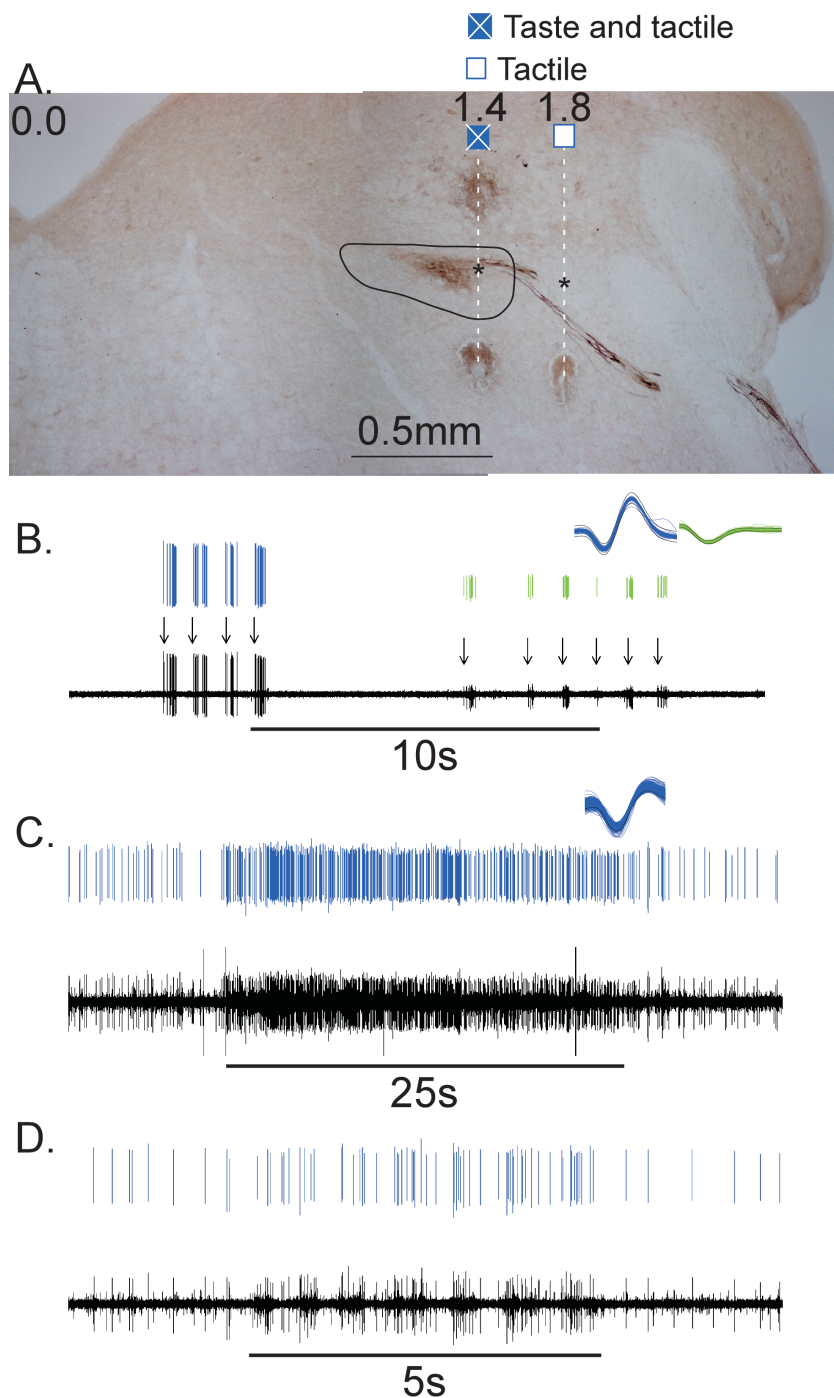 Taste and tactile
Tactile
A.
0.0
1.4
1.8
*
*
0.5mm
B.
10s
C.
25s
D.
5s